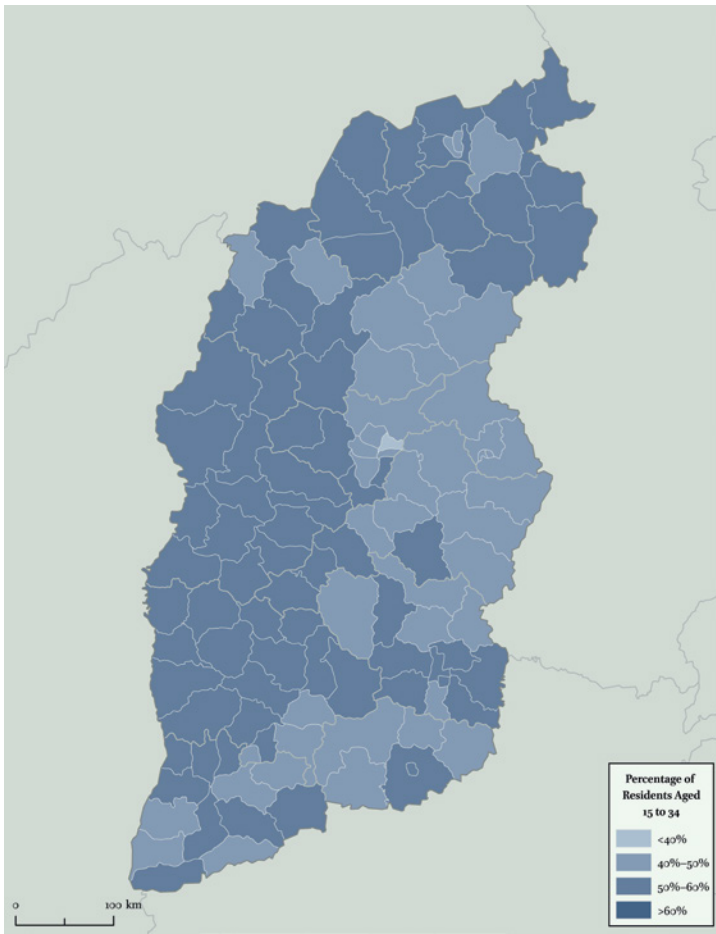 Percentage of
Residents Aged
15 to 34
<40%
40%–50%
50%–60%
>60%
0 100 km